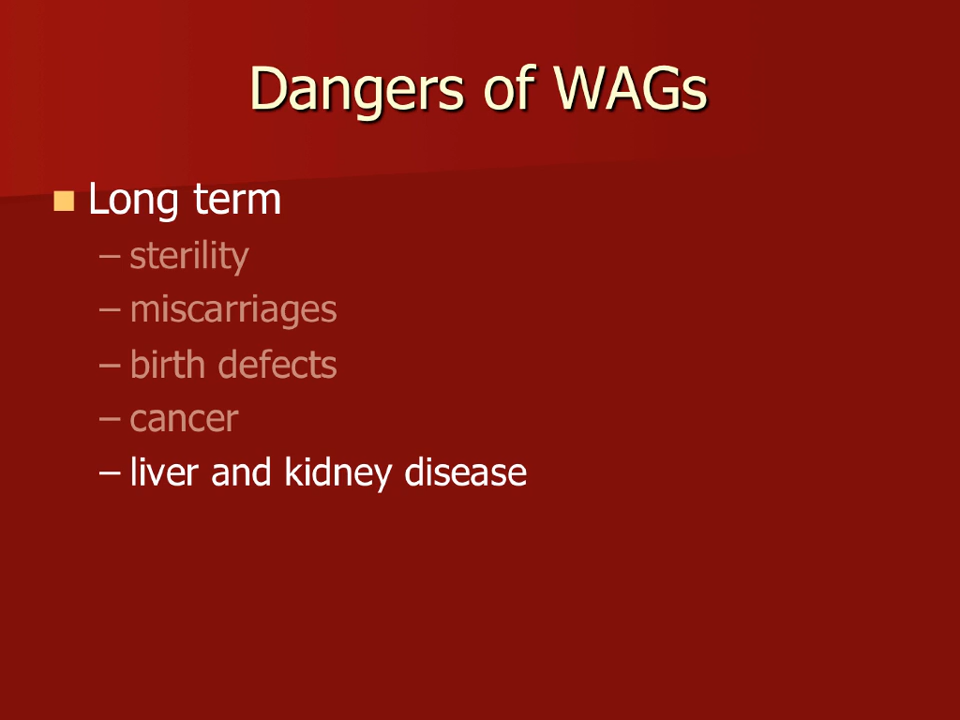 Dangers of WAGs
Long term
–sterility
–miscarriages
–birth defects
–cancer
–liver and kidney disease